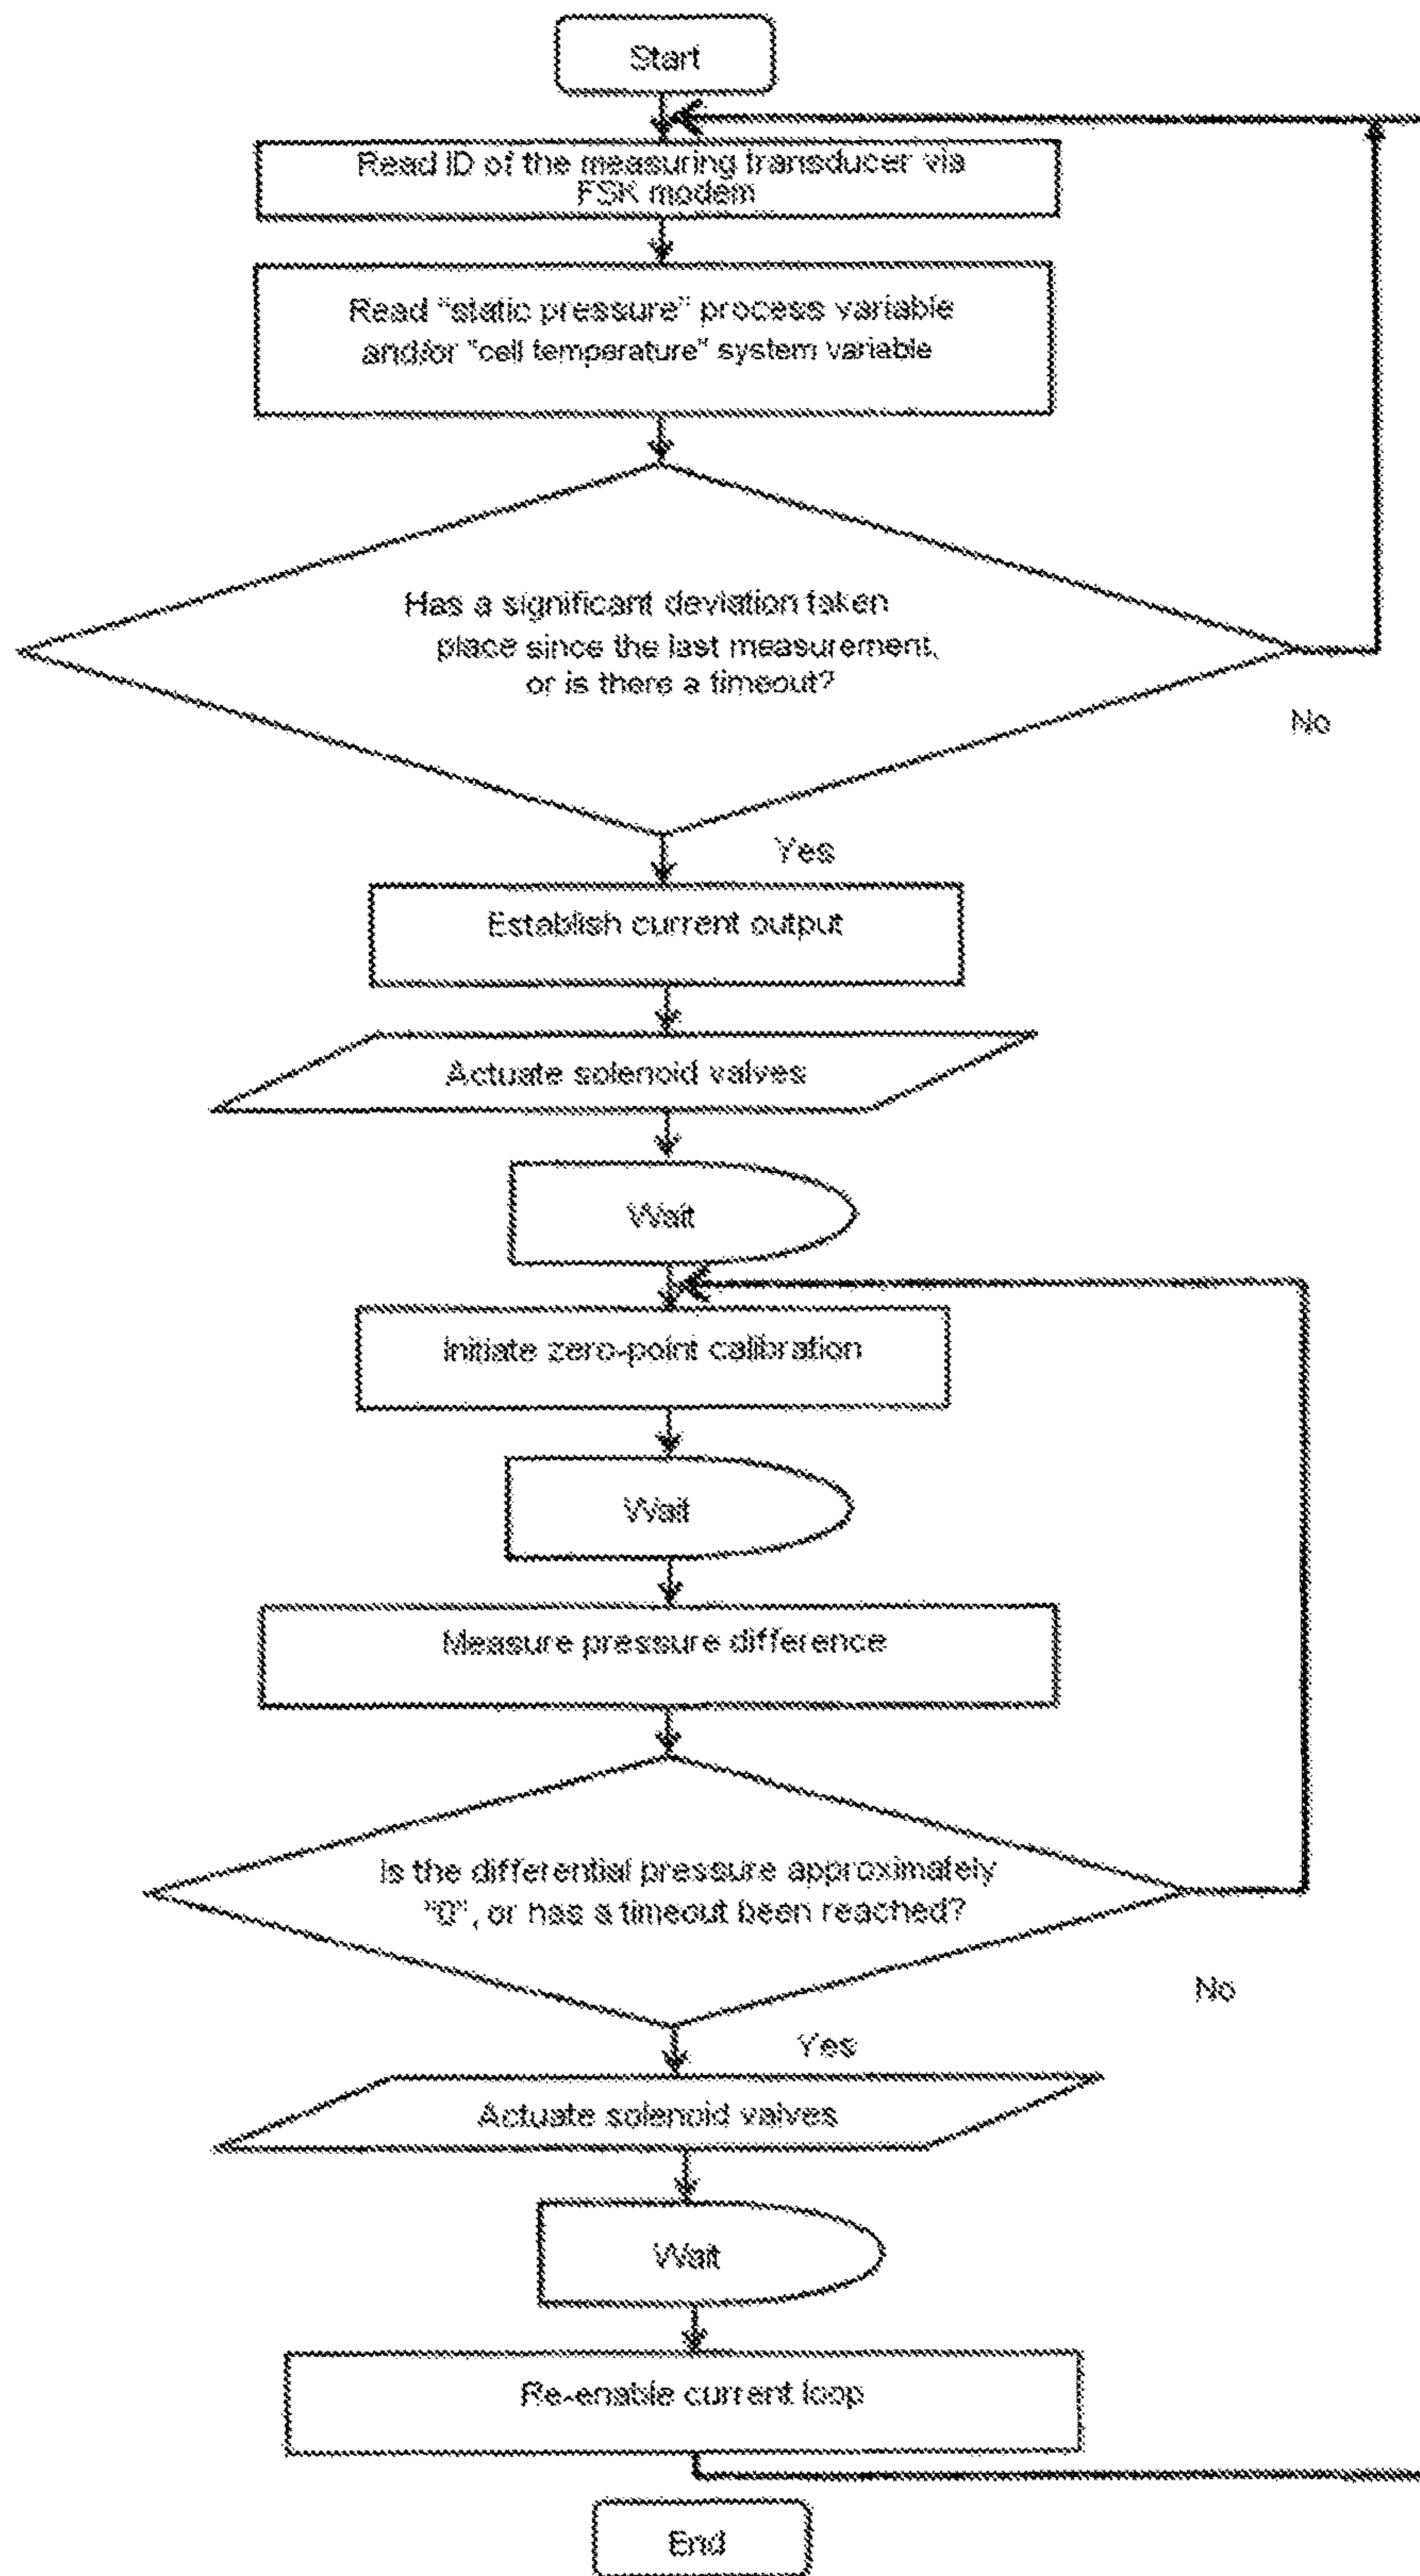 Start
Read ID of the measuring transducer via
FSK modem
Read "static pressure" process variable
and/or "cell temperature" system variable
Has a significant deviation taken
place since the last measurement,
or is there a timeout?
No
Yes
Establish current output
Actuate solenoid valves
Wait
Initiate zero-point calibration
Wait
Measure pressure difference
Is the differential pressure approximately
"0", or has a timeout been reached?
No
Yes
Actuate solenoid valves
Wait
Re-enable current loop
End